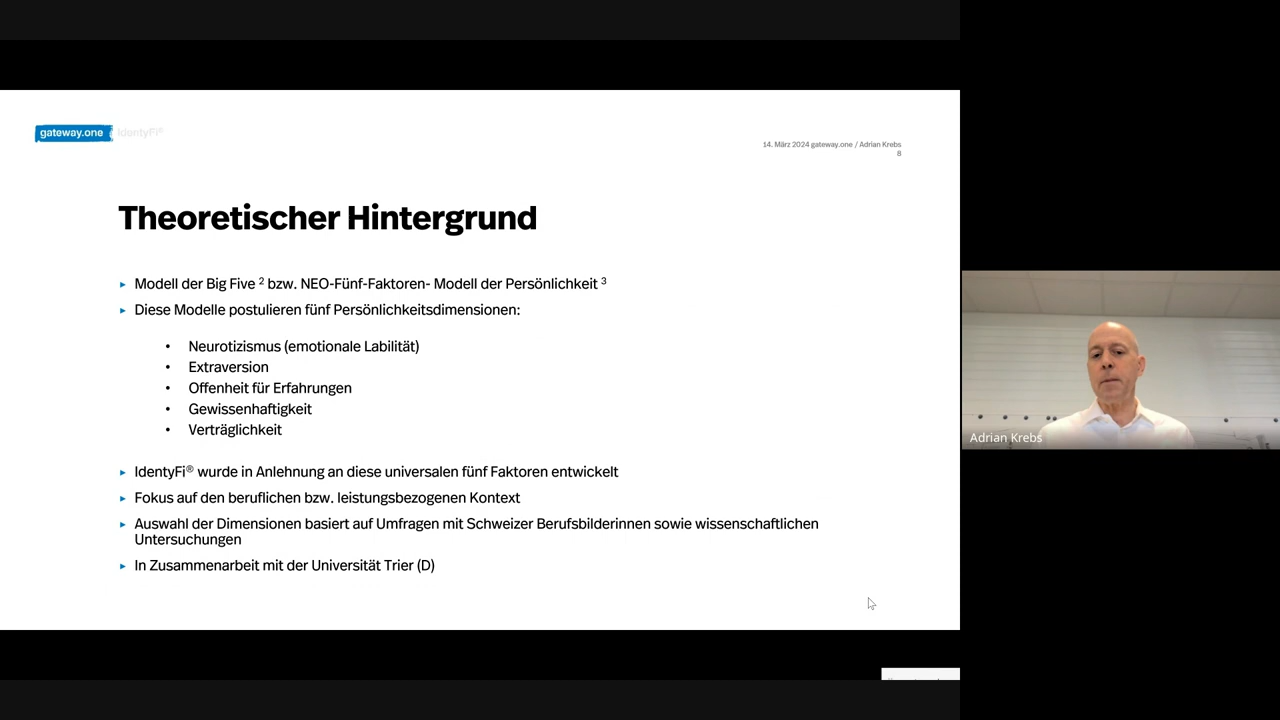 gateway.one IdentyFi®
14. März 2024 gateway.one / Adrian Krebs
8
Theoretischer Hintergrund
▸ Modell der Big Five ² bzw. NEO-Fünf-Faktoren- Modell der Persönlichkeit ³
▸ Diese Modelle postulieren fünf Persönlichkeitsdimensionen:
• Neurotizismus (emotionale Labilität)
• Extraversion
• Offenheit für Erfahrungen
• Gewissenhaftigkeit
• Verträglichkeit
▸ IdentyFi® wurde in Anlehnung an diese universalen fünf Faktoren entwickelt
▸ Fokus auf den beruflichen bzw. leistungsbezogenen Kontext
▸ Auswahl der Dimensionen basiert auf Umfragen mit Schweizer Berufsbilderinnen sowie wissenschaftlichen
Untersuchungen
▸ In Zusammenarbeit mit der Universität Trier (D)
Adrian Krebs